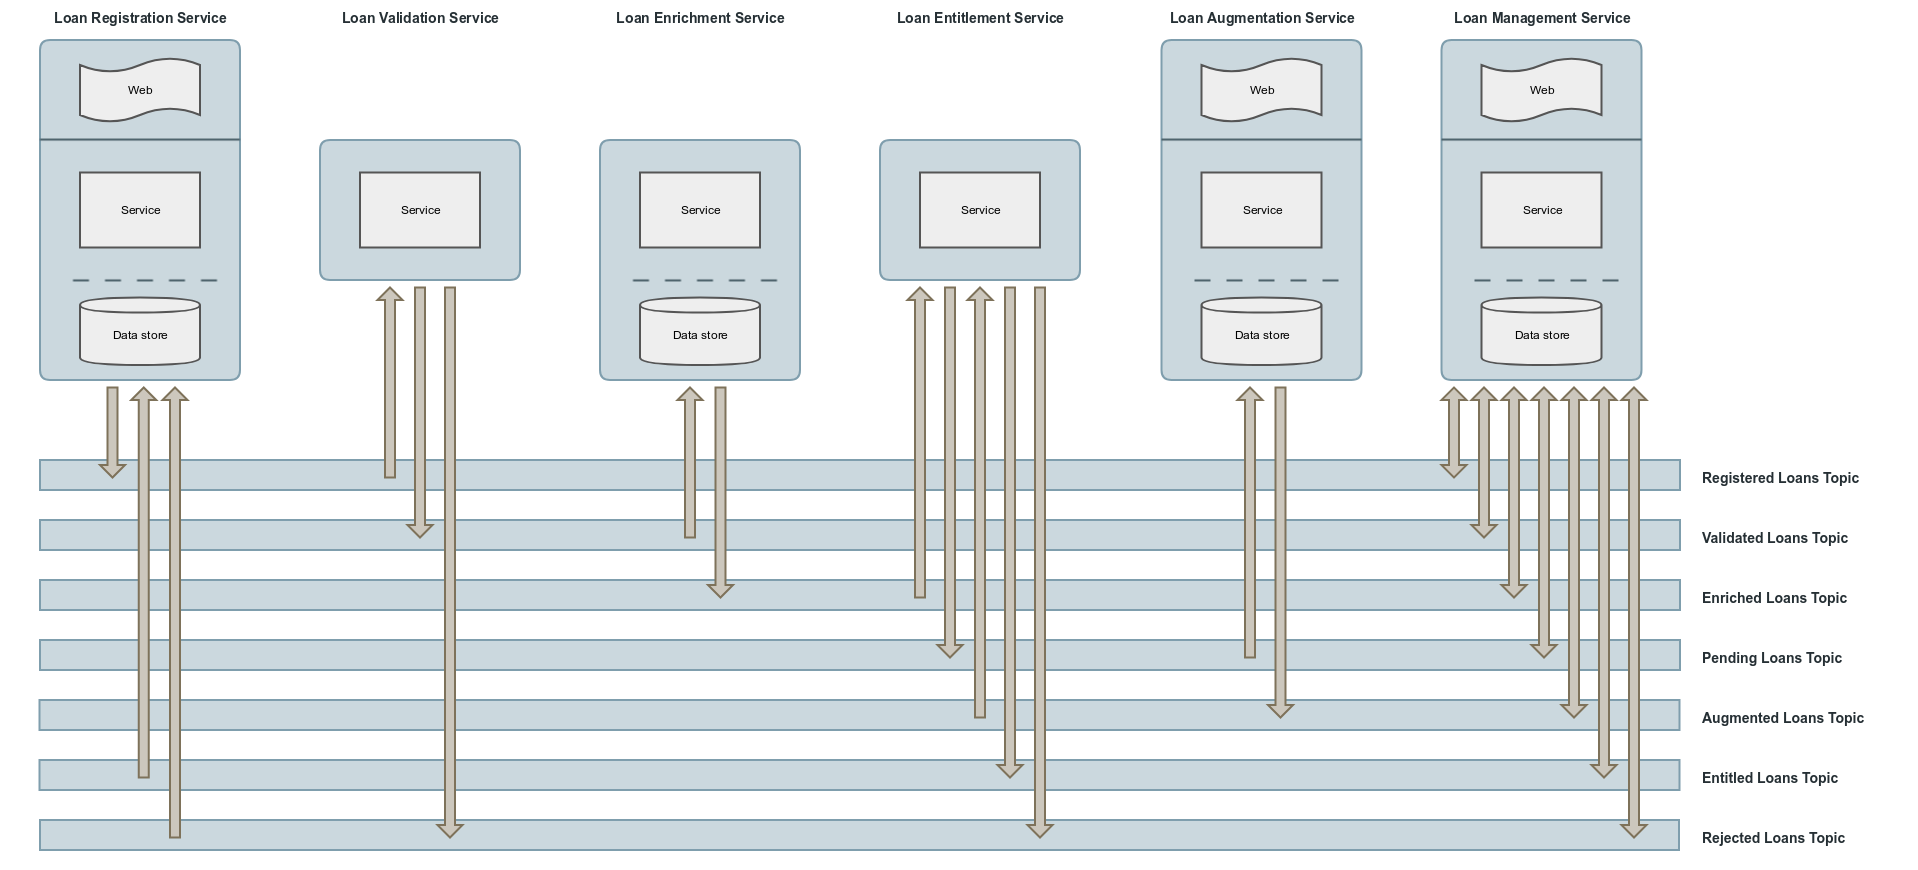 Loan Registration Service
Loan Validation Service
Loan Enrichment Service
Loan Entitlement Service
Loan Augmentation Service
Loan Management Service
Web
Web
Web
Service
Service
Service
Service
Service
Service
Data store
Data store
Data store
Data store
Registered Loans Topic
Validated Loans Topic
Enriched Loans Topic
Pending Loans Topic
Augmented Loans Topic
Entitled Loans Topic
Rejected Loans Topic